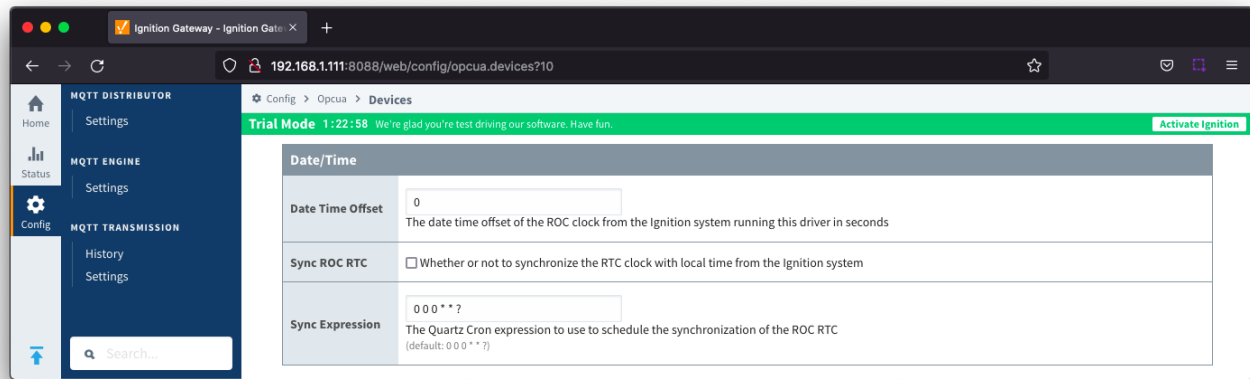 Ignition Gateway - Ignition Gate
192.168.1.111:8088/web/config/opcua.devices?10
Home
Status
Config
MQTT DISTRIBUTOR
Settings
MQTT ENGINE
Settings
MQTT TRANSMISSION
History
Settings
Search...
Config > Opcua > Devices
Trial Mode 1:22:58 We're glad you're test driving our software. Have fun.
Activate Ignition
Date/Time
Date Time Offset
0
The date time offset of the ROC clock from the Ignition system running this driver in seconds
Sync ROC RTC
Whether or not to synchronize the RTC clock with local time from the Ignition system
Sync Expression
0 0 0 * * ?
The Quartz Cron expression to use to schedule the synchronization of the ROC RTC
(default: 0 0 0 * * ?)